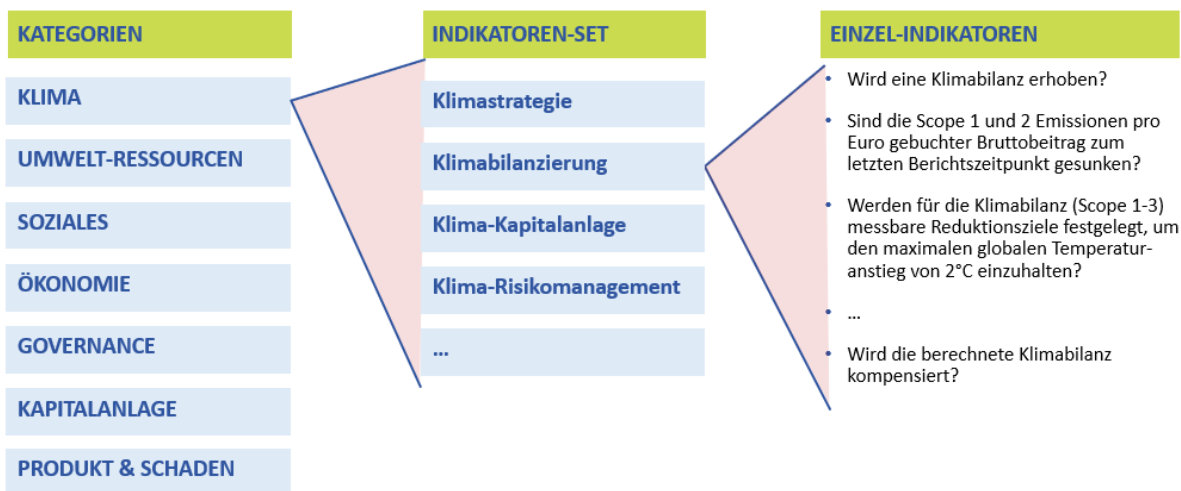 KATEGORIEN
KLIMA
UMWELT-RESSOURCEN
SOZIALES
ÖKONOMIE
GOVERNANCE
KAPITALANLAGE
PRODUKT & SCHADEN
INDIKATOREN-SET
Klimastrategie
Klimabilanzierung
Klima-Kapitalanlage
Klima-Risikomanagement
...
EINZEL-INDIKATOREN
• Wird eine Klimabilanz erhoben?
• Sind die Scope 1 und 2 Emissionen pro
Euro gebuchter Bruttobeitrag zum
letzten Berichtszeitpunkt gesunken?
• Werden für die Klimabilanz (Scope 1-3)
messbare Reduktionsziele festgelegt, um
den maximalen globalen Temperatur-
anstieg von 2°C einzuhalten?
• ...
• Wird die berechnete Klimabilanz
kompensiert?